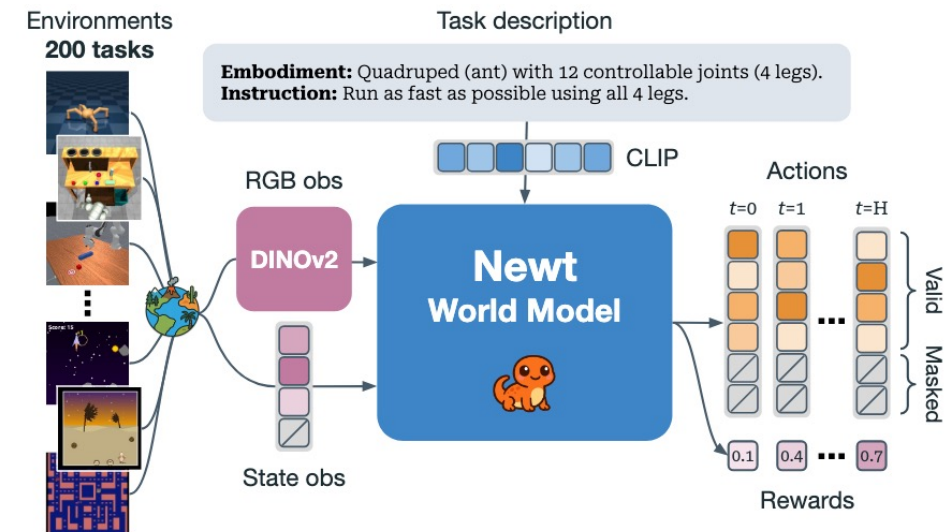 Environments
200 tasks
Task description
Embodiment: Quadruped (ant) with 12 controllable joints (4 legs).
Instruction: Run as fast as possible using all 4 legs.
CLIP
RGB obs
DINOv2
State obs
Newt
World Model
Actions
t=0 t=1 t=H
Valid
Masked
0.1 0.4 0.7
Rewards
Score: 15